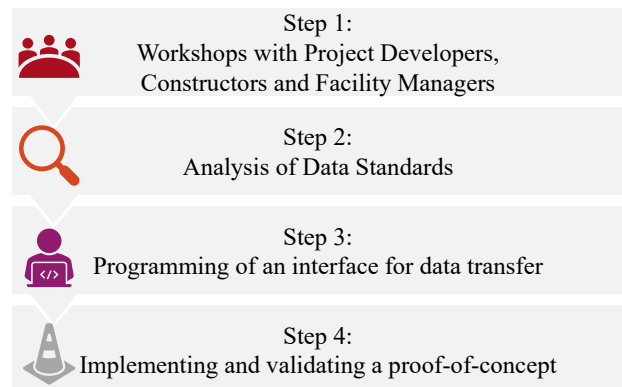 Step 1:
Workshops with Project Developers,
Constructors and Facility Managers
Step 2:
Analysis of Data Standards
Step 3:
</>
Programming of an interface for data transfer
Step 4:
Implementing and validating a proof-of-concept